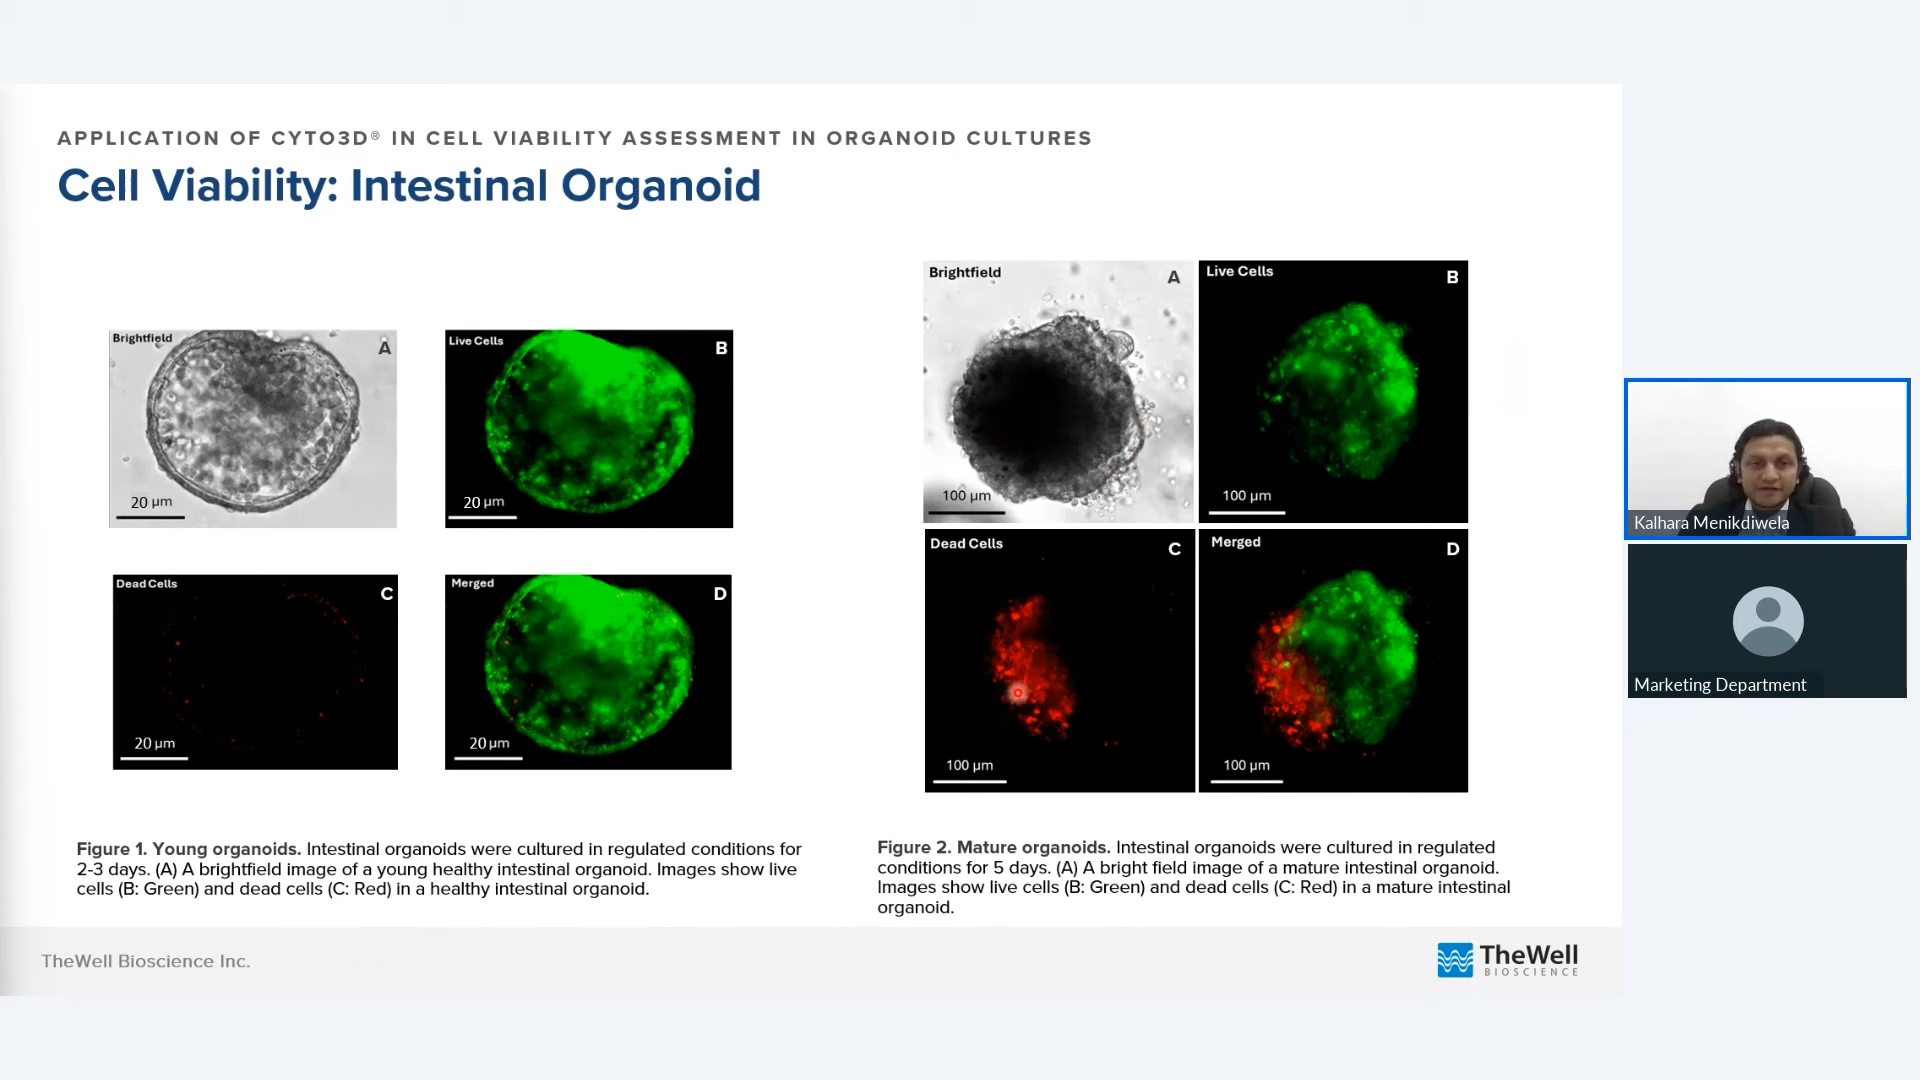 APPLICATION OF CYTO3D® IN CELL VIABILITY ASSESSMENT IN ORGANOID CULTURES
Cell Viability: Intestinal Organoid
Brightfield
A
20 µm
Live Cells
B
20 µm
Dead Cells
C
20 µm
Merged
D
20 µm
Figure 1. Young organoids. Intestinal organoids were cultured in regulated conditions for
2-3 days. (A) A brightfield image of a young healthy intestinal organoid. Images show live
cells (B: Green) and dead cells (C: Red) in a healthy intestinal organoid.
Brightfield
A
100 µm
Live Cells
B
100 µm
Dead Cells
C
100 µm
Merged
D
100 µm
Figure 2. Mature organoids. Intestinal organoids were cultured in regulated
conditions for 5 days. (A) A bright field image of a mature intestinal organoid.
Images show live cells (B: Green) and dead cells (C: Red) in a mature intestinal
organoid.
TheWell Bioscience Inc.
TheWell
BIOSCIENCE
Kalhara Menikdiwela
Marketing Department